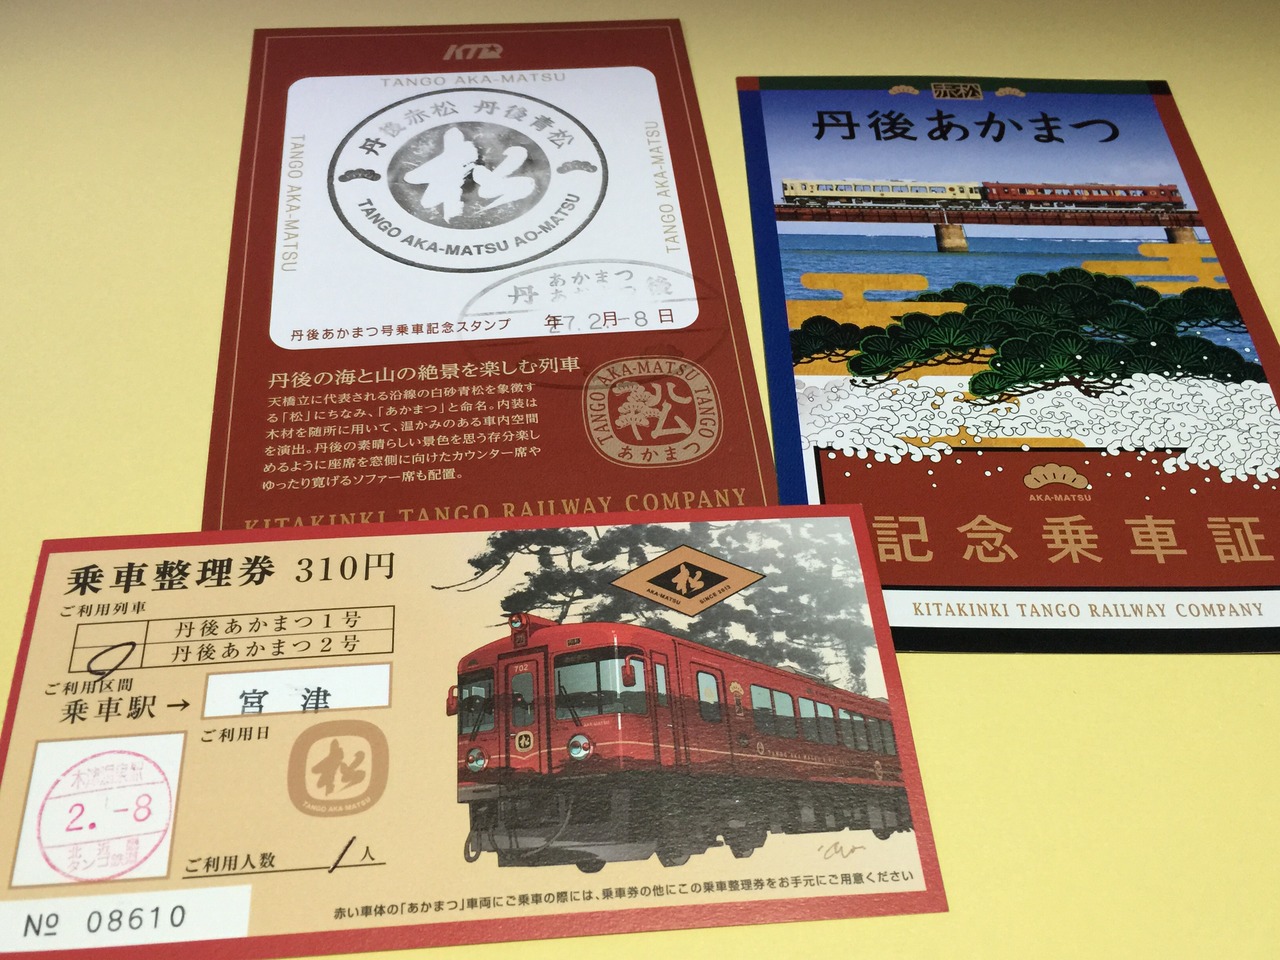 KTR
TANGO AKA-MATSU
TANGO AKA-MATSU
TANGO AKA-MATSU
丹後赤松 丹後青松
松
TANGO AKA-MATSU AO-MATSU
丹 あかまつ 後
丹後あかまつ号乗車記念スタンプ 年 月 日
27.2.-8
丹後の海と山の絶景を楽しむ列車
天橋立に代表される沿線の白砂青松を象徴す
る「松」にちなみ、「あかまつ」と命名。内装は
木材を随所に用いて、温かみのある車内空間
を演出。丹後の素晴らしい景色を思う存分楽し
めるように座席を窓側に向けたカウンター席や
ゆったり寛げるソファー席も配置。
TANGO AKA-MATSU TANGO
松
あかまつ
KITAKINKI TANGO RAILWAY COMPANY
赤松
丹後あかまつ
AKA-MATSU
記念乗車証
KITAKINKI TANGO RAILWAY COMPANY
乗車整理券 310円
ご利用列車
丹後あかまつ1号
丹後あかまつ2号
ご利用区間
乗車駅→ 宮津
ご利用日
2.-8
タンゴ鉄道
松
TANGO AKA-MATSU
ご利用人数 1人
No 08610
松
AKA-MATSU SINCE 2013
702
松
赤い車体の「あかまつ」車両にご乗車の際には、乗車券の他にこの乗車整理券をお手元にご用意ください